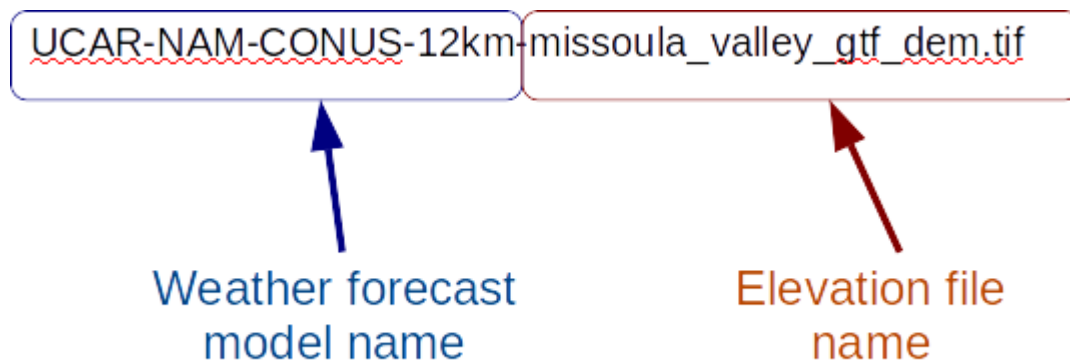 UCAR-NAM-CONUS-12km-missoula_valley_gtf_dem.tif
Weather forecast
model name
Elevation file
name